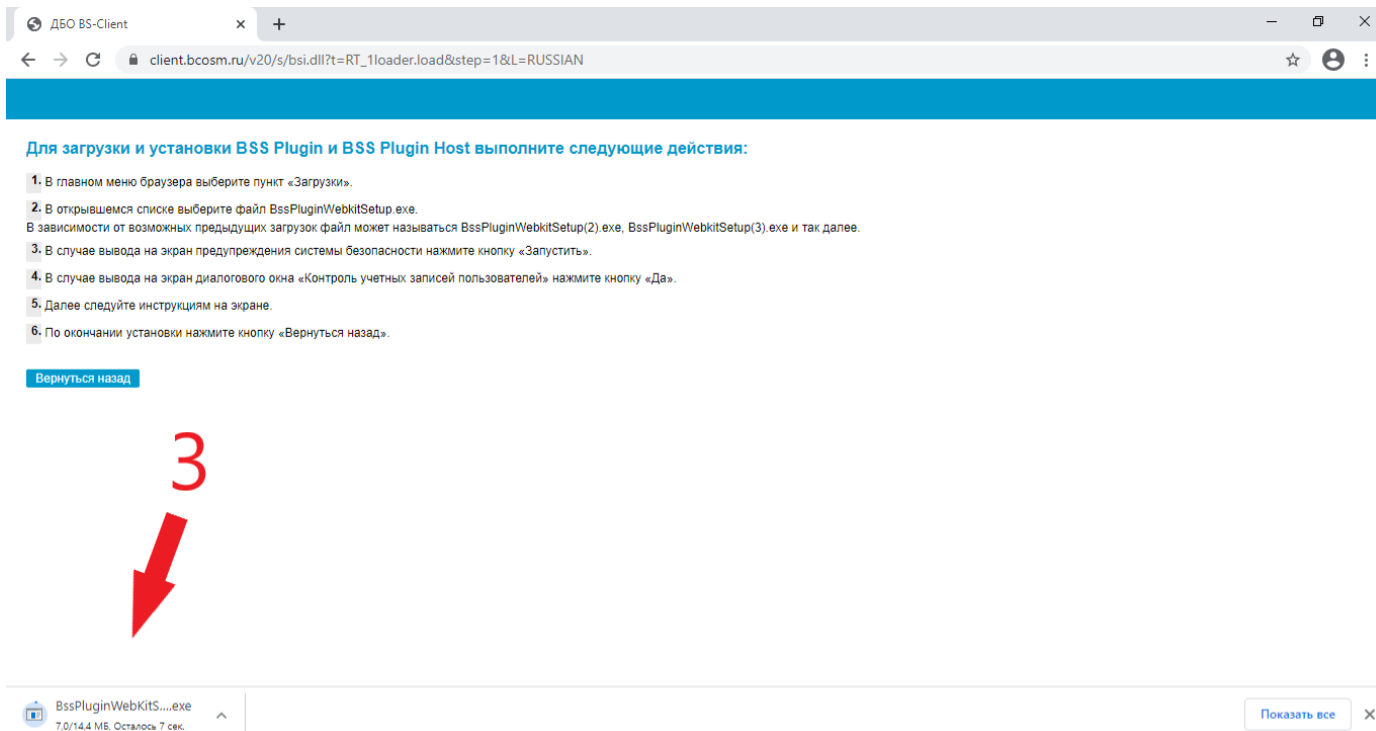 ДБО BS-Client
client.bcosm.ru/v20/s/bsi.dll?t=RT_1loader.load&step=1&L=RUSSIAN
Для загрузки и установки BSS Plugin и BSS Plugin Host выполните следующие действия:
1. В главном меню браузера выберите пункт «Загрузки».
2. В открывшемся списке выберите файл BssPluginWebkitSetup.exe.
В зависимости от возможных предыдущих загрузок файл может называться BssPluginWebkitSetup(2).exe, BssPluginWebkitSetup(3).exe и так далее.
3. В случае вывода на экран предупреждения системы безопасности нажмите кнопку «Запустить».
4. В случае вывода на экран диалогового окна «Контроль учетных записей пользователей» нажмите кнопку «Да».
5. Далее следуйте инструкциям на экране.
6. По окончании установки нажмите кнопку «Вернуться назад».
Вернуться назад
3
BssPluginWebKitS....exe
7,0/14,4 МБ, Осталось 7 сек.
Показать все